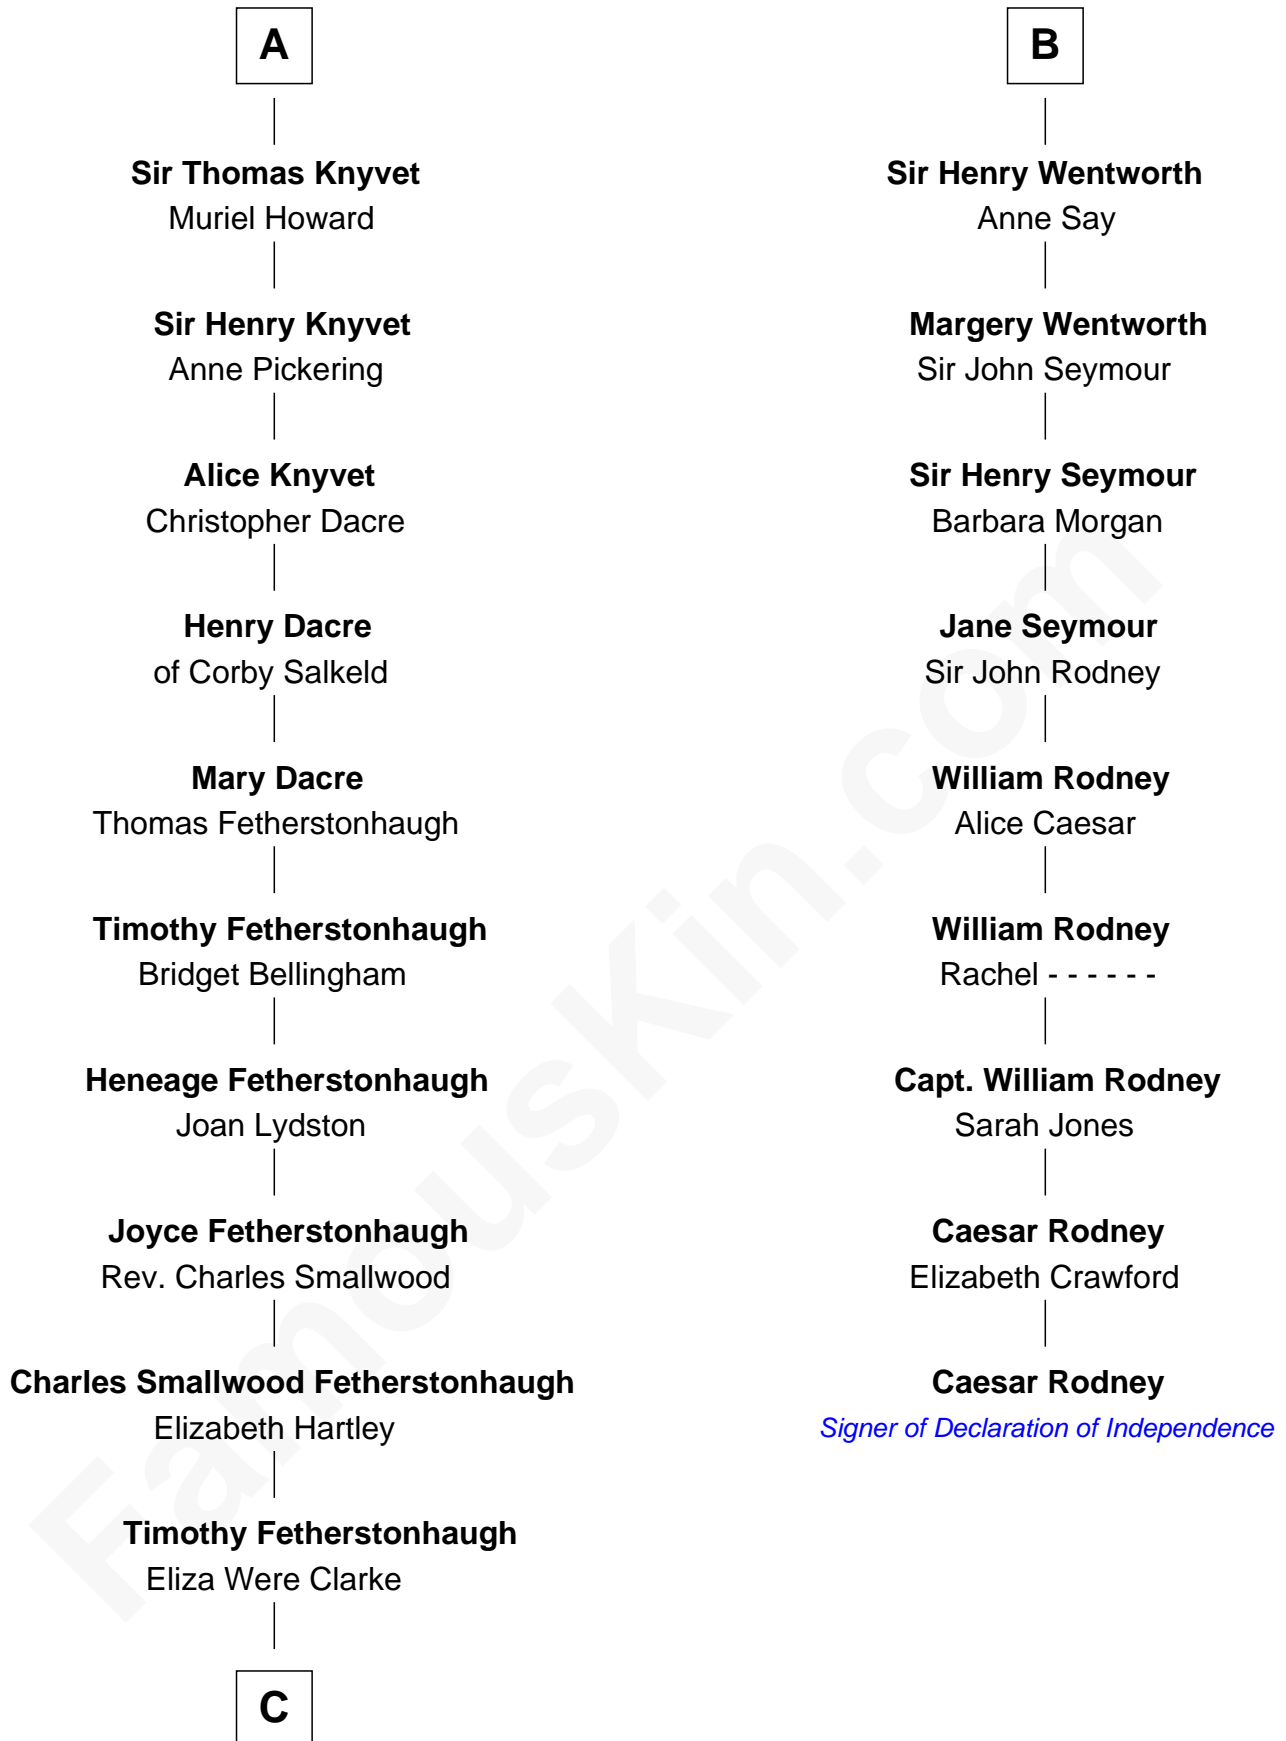 A
Sir Thomas Knyvet
Muriel Howard
Sir Henry Knyvet
Anne Pickering
Alice Knyvet
Christopher Dacre
Henry Dacre
of Corby Salkeld
Mary Dacre
Thomas Fetherstonhaugh
Timothy Fetherstonhaugh
Bridget Bellingham
Heneage Fetherstonhaugh
Joan Lydston
Joyce Fetherstonhaugh
Rev. Charles Smallwood
Charles Smallwood Fetherstonhaugh
Elizabeth Hartley
Timothy Fetherstonhaugh
Eliza Were Clarke
C
B
Sir Henry Wentworth
Anne Say
Margery Wentworth
Sir John Seymour
Sir Henry Seymour
Barbara Morgan
Jane Seymour
Sir John Rodney
William Rodney
Alice Caesar
William Rodney
Rachel - - - - - -
Capt. William Rodney
Sarah Jones
Caesar Rodney
Elizabeth Crawford
Caesar Rodney
Signer of Declaration of Independence
FamousKin.com